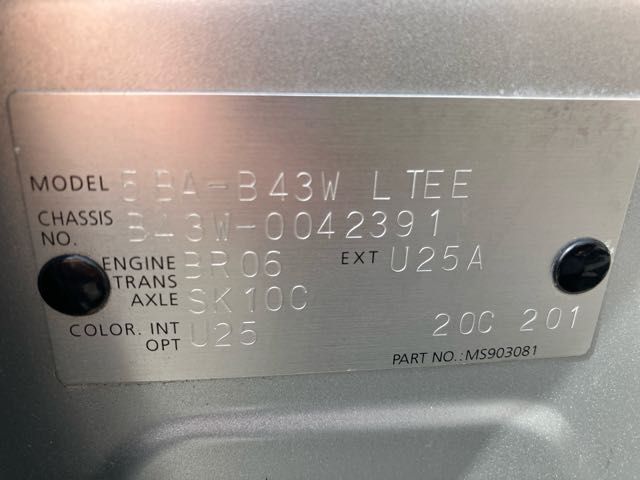 MODEL 5BA-B43W LTEE
CHASSIS NO. B43W-0042391
ENGINE BR06 EXT U25A
TRANS AXLE SK10C
COLOR. INT U25 20C 201
OPT
PART NO.:MS903081